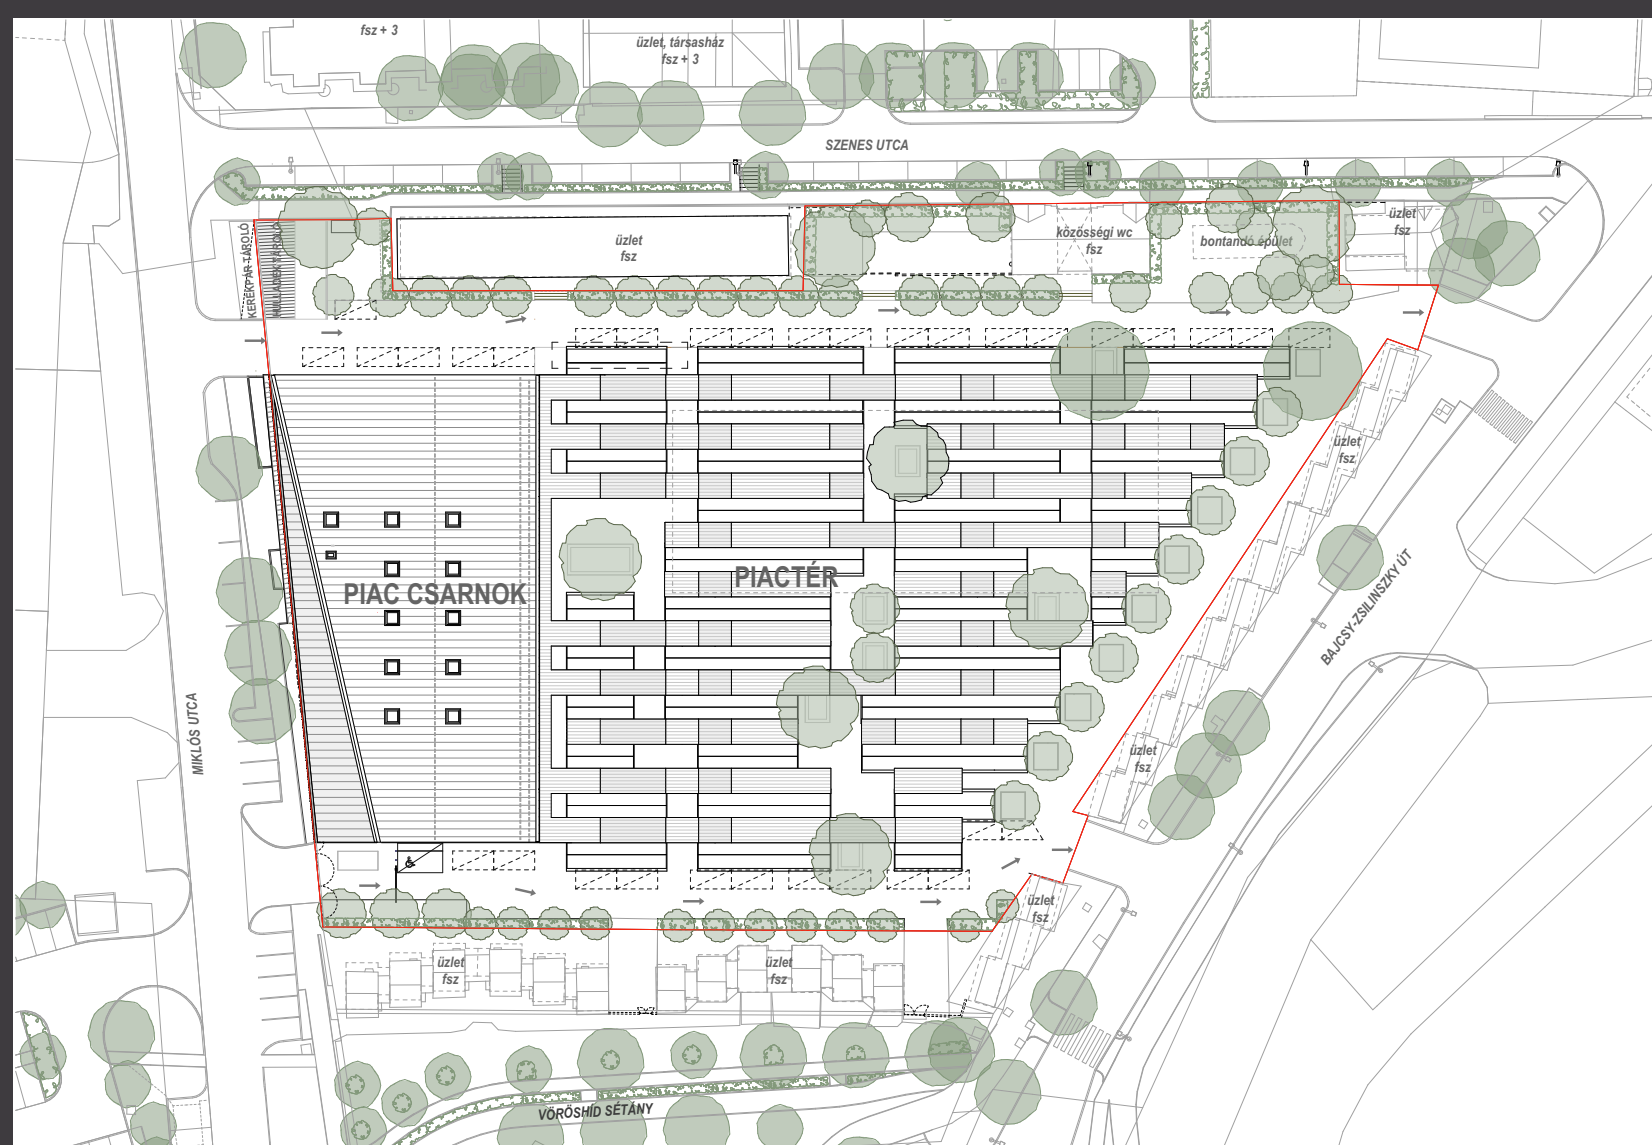 fsz + 3
üzlet, társasház
fsz + 3
SZENES UTCA
üzlet
fsz
KERÉKPÁR TÁROLÓ
HULLADÉK TÁROLÓ
üzlet
fsz
közösségi wc
fsz
bontandó épület
üzlet
fsz
PIAC CSARNOK
PIACTÉR
BAJCSY-ZSILINSZKY ÚT
MIKLÓS UTCA
üzlet
fsz
üzlet
fsz
üzlet
fsz
üzlet
fsz
VÖRÖSHÍD SÉTÁNY